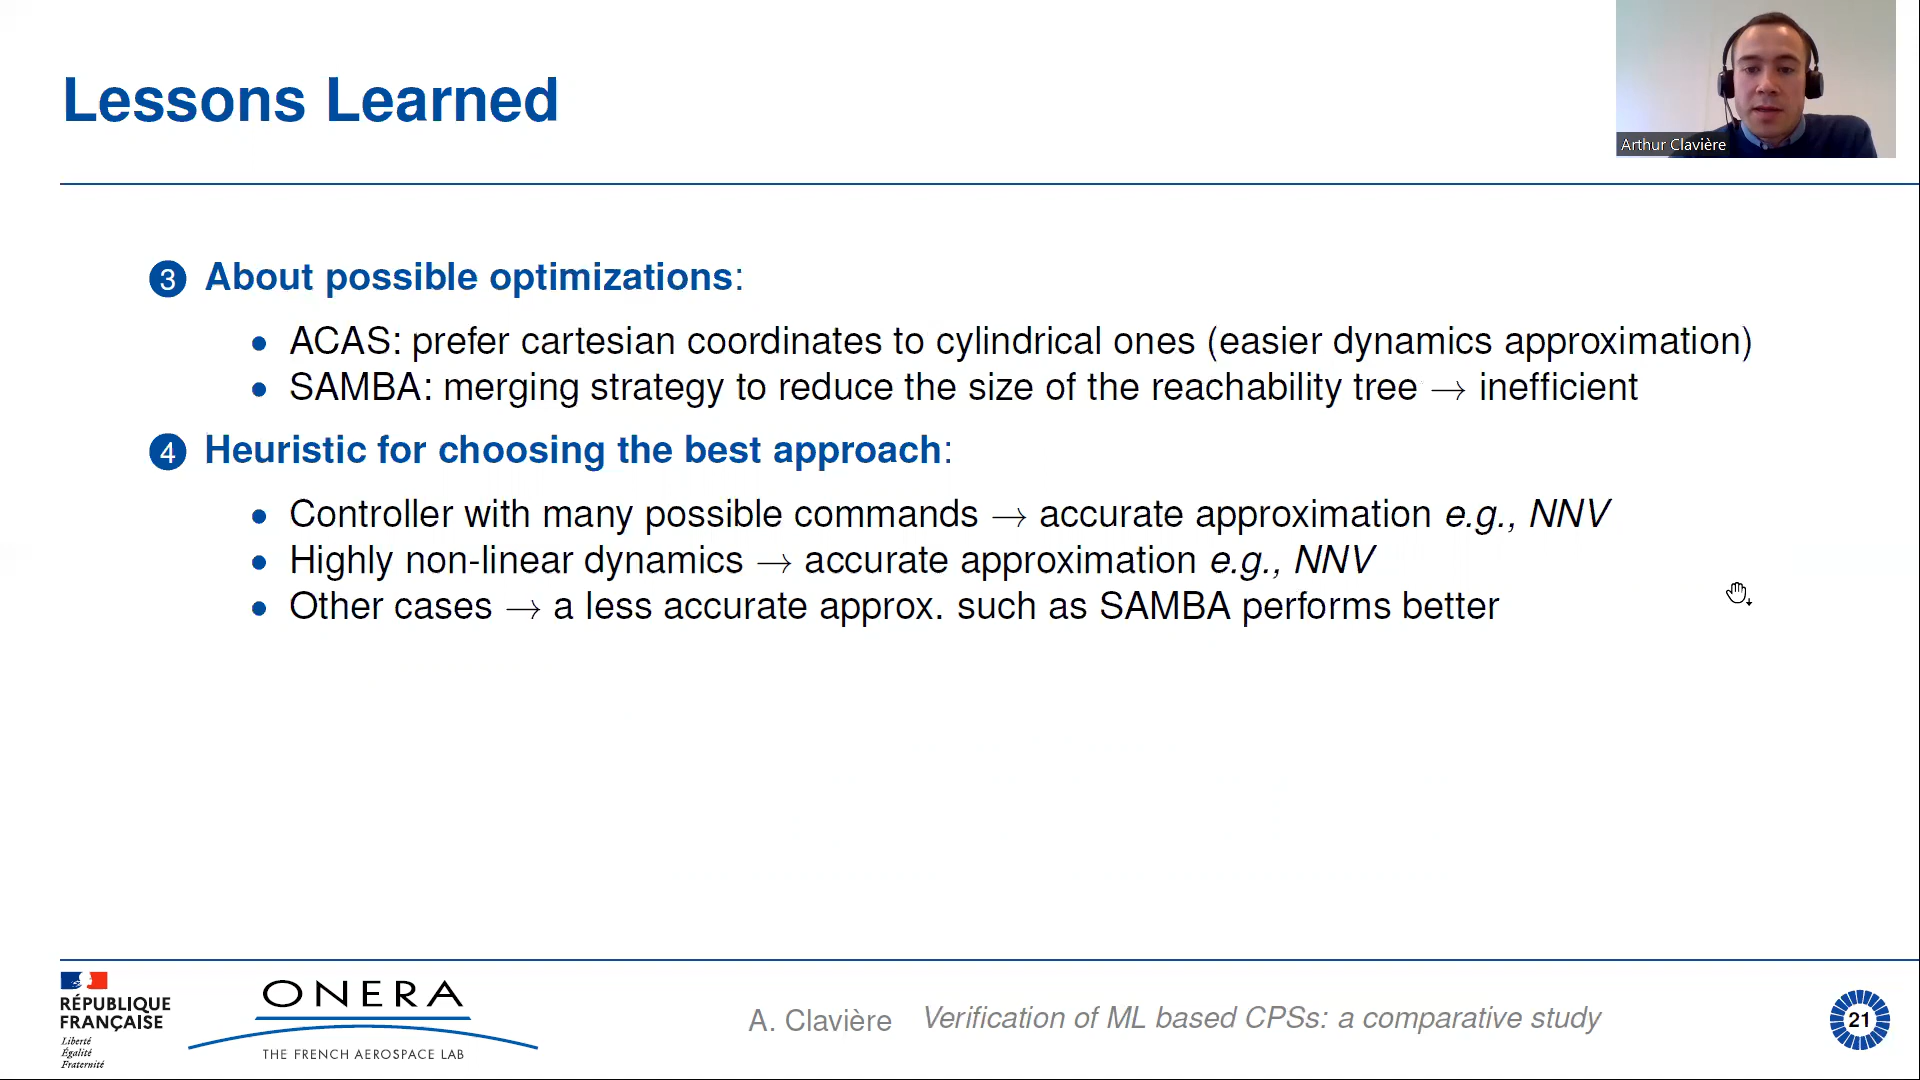 Lessons Learned
Arthur Clavière
3 About possible optimizations:
• ACAS: prefer cartesian coordinates to cylindrical ones (easier dynamics approximation)
• SAMBA: merging strategy to reduce the size of the reachability tree → inefficient
4 Heuristic for choosing the best approach:
• Controller with many possible commands → accurate approximation e.g., NNV
• Highly non-linear dynamics → accurate approximation e.g., NNV
• Other cases → a less accurate approx. such as SAMBA performs better
RÉPUBLIQUE
FRANÇAISE
Liberté
Égalité
Fraternité
ONERA
THE FRENCH AEROSPACE LAB
A. Clavière Verification of ML based CPSs: a comparative study
21